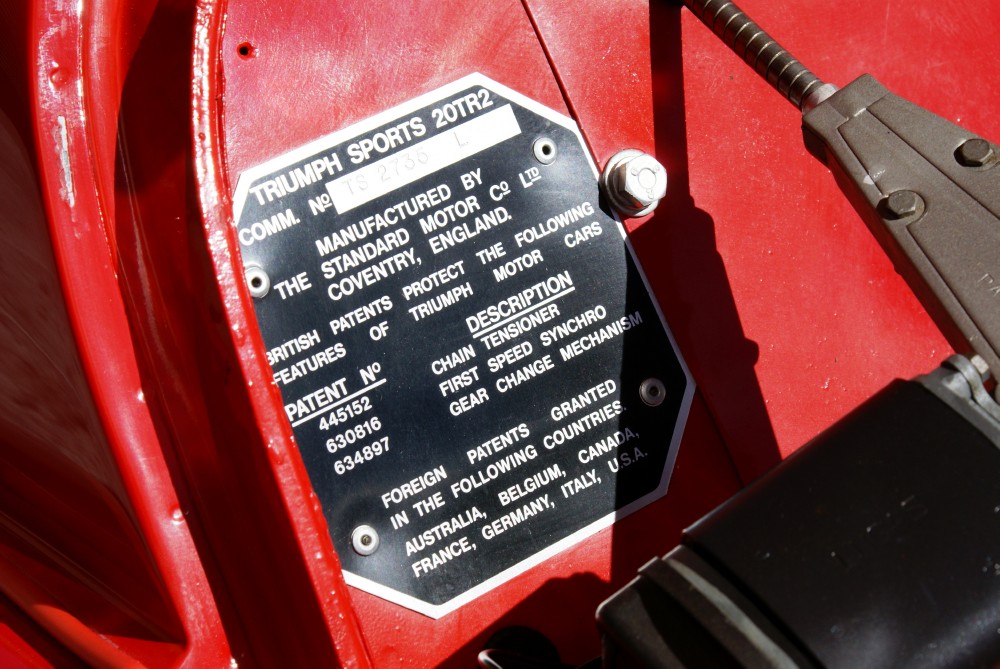 TRIUMPH SPORTS 20TR2
COMM. Nº TS 2736 L
MANUFACTURED BY
THE STANDARD MOTOR Cº LTD
COVENTRY, ENGLAND.
BRITISH PATENTS PROTECT THE FOLLOWING
FEATURES OF TRIUMPH MOTOR CARS
PATENT Nº DESCRIPTION
445152 CHAIN TENSIONER
630816 FIRST SPEED SYNCHRO
634897 GEAR CHANGE MECHANISM
FOREIGN PATENTS GRANTED
IN THE FOLLOWING COUNTRIES.
AUSTRALIA, BELGIUM, CANADA,
FRANCE, GERMANY, ITALY, U.S.A.